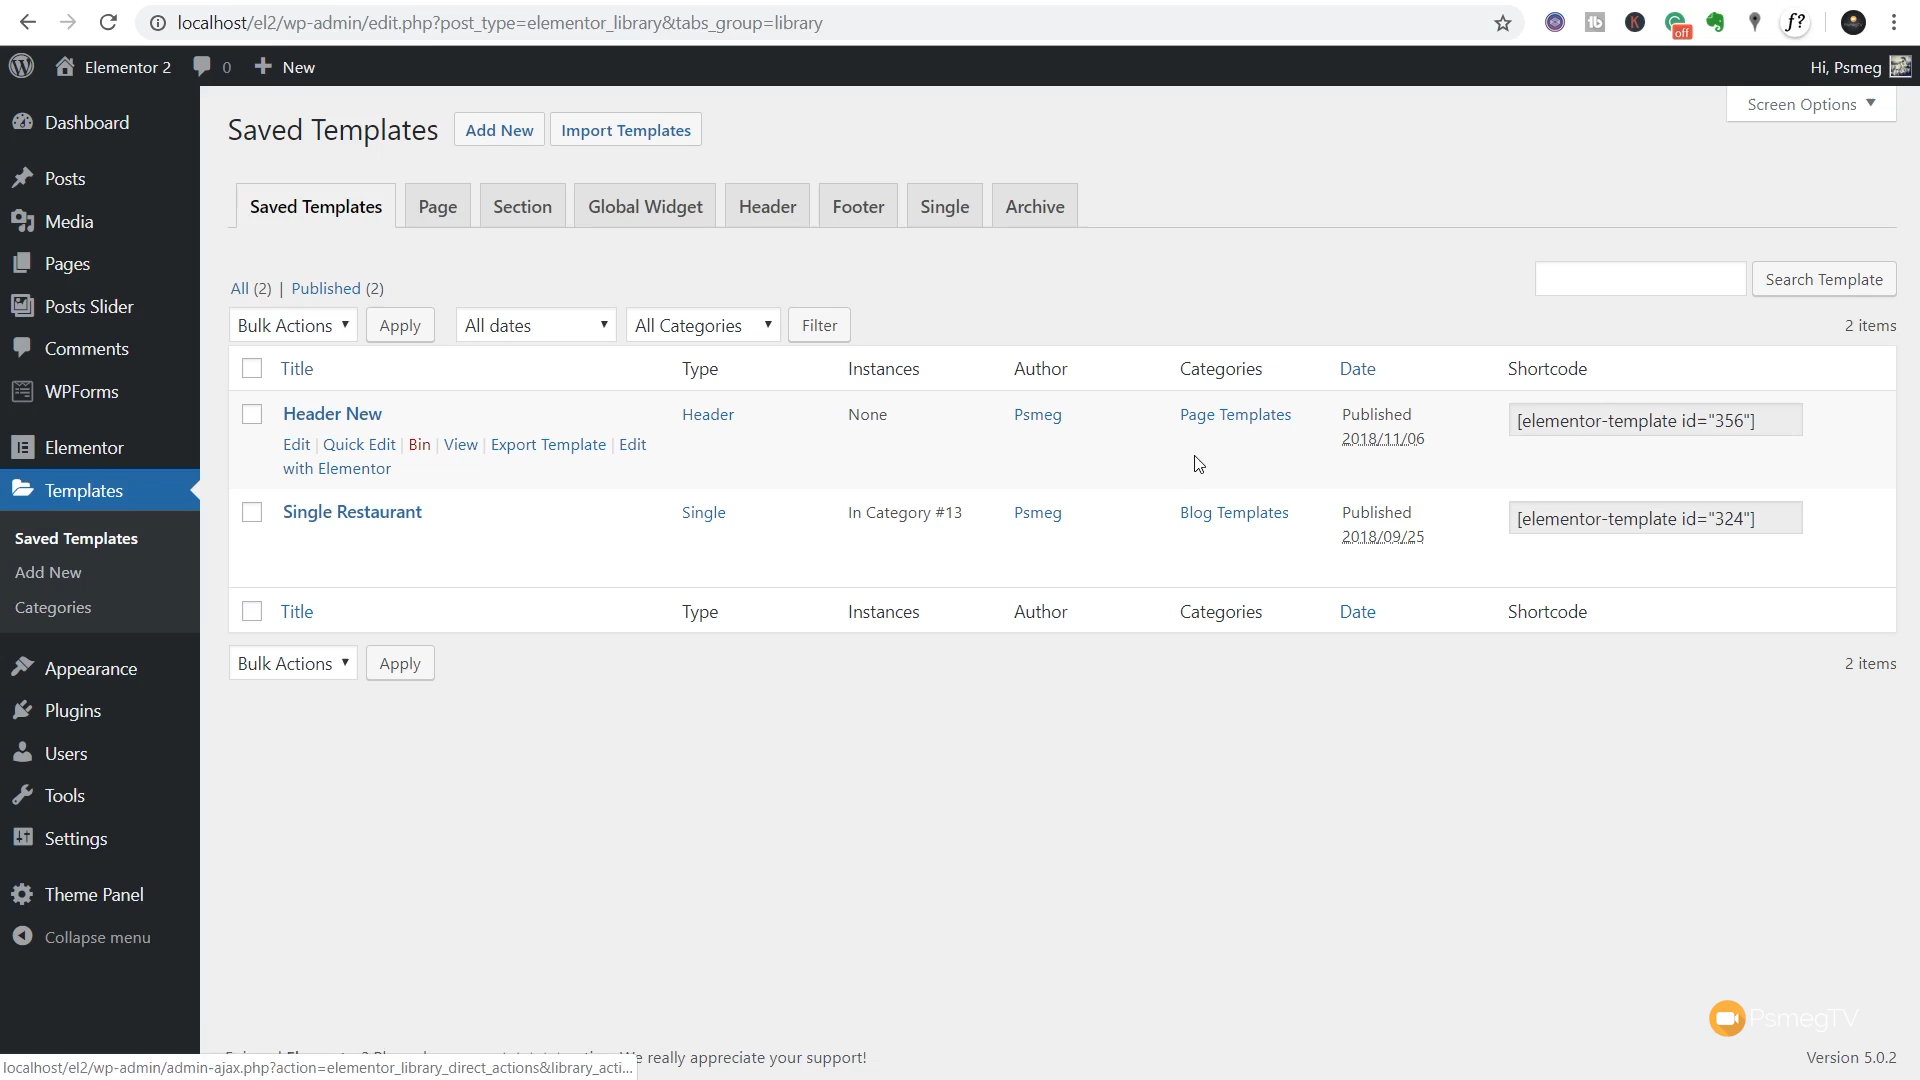 localhost/el2/wp-admin/edit.php?post_type=elementor_library&tabs_group=library
off
f?
Elementor 2
0
New
Hi, Psmeg
Screen Options
Dashboard
Posts
Media
Pages
Posts Slider
Comments
WPForms
Elementor
Templates
Saved Templates
Add New
Categories
Appearance
Plugins
Users
Tools
Settings
Theme Panel
Collapse menu
Saved Templates Add New Import Templates
Saved Templates Page Section Global Widget Header Footer Single Archive
All (2) | Published (2)
Search Template
Bulk Actions Apply All dates All Categories Filter
2 items
Title Type Instances Author Categories Date Shortcode
Header New Header None Psmeg Page Templates Published [elementor-template id="356"]
2018/11/06
Edit | Quick Edit | Bin | View | Export Template | Edit
with Elementor
Single Restaurant Single In Category #13 Psmeg Blog Templates Published [elementor-template id="324"]
2018/09/25
Title Type Instances Author Categories Date Shortcode
Bulk Actions Apply 2 items
PsmegTV
really appreciate your support!
Version 5.0.2
localhost/el2/wp-admin/admin-ajax.php?action=elementor_library_direct_actions&library_acti...